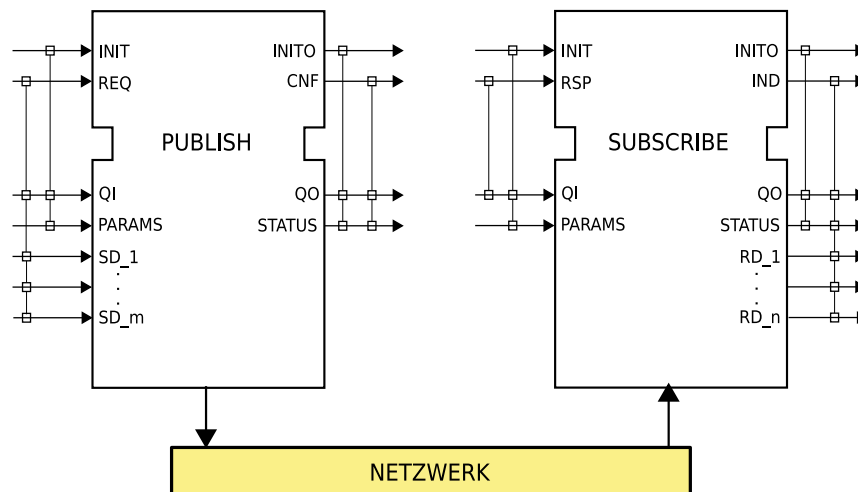 INIT
REQ
INITO
CNF
PUBLISH
QI
PARAMS
SD_1
SD_m
QO
STATUS
INIT
RSP
INITO
IND
SUBSCRIBE
QI
PARAMS
QO
STATUS
RD_1
RD_n
NETZWERK